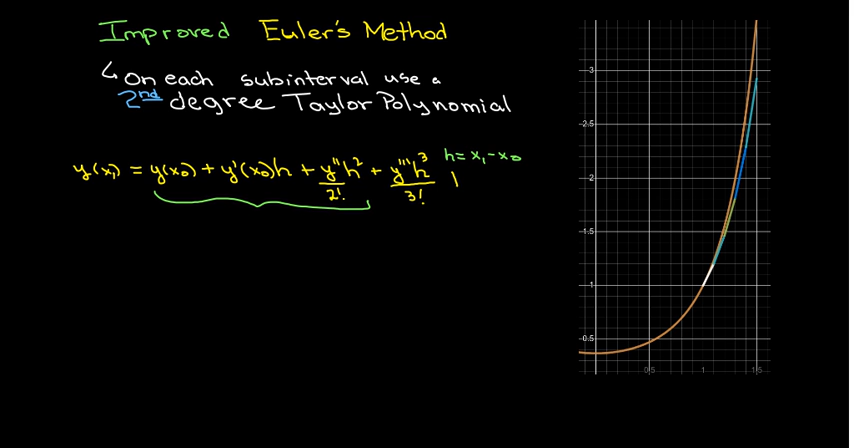 Improved Euler's Method
↳ On each subinterval use a
2nd degree Taylor Polynomial
h = x₁ - x₀
y(x₁) = y(x₀) + y'(x₀)h + y''h²/2! + y'''h³/3!
3
2.5
2
1.5
1
0.5
0.5 1 1.5